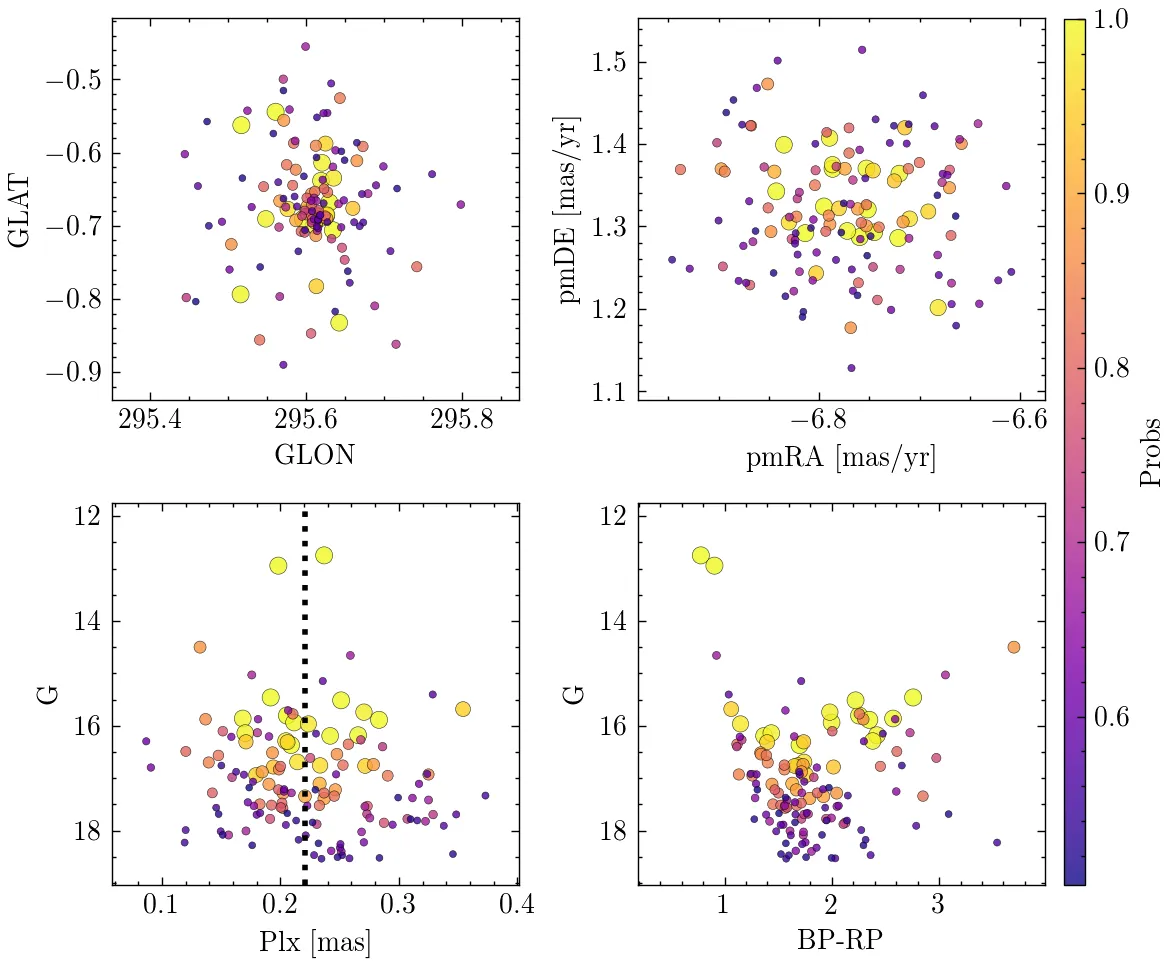 −0.5
−0.6
−0.7
−0.8
−0.9
GLAT
295.4 295.6 295.8
GLON
1.5
1.4
1.3
1.2
1.1
pmDE [mas/yr]
−6.8 −6.6
pmRA [mas/yr]
1.0
0.9
0.8
0.7
0.6
Probs
12
14
16
18
G
0.1 0.2 0.3 0.4
Plx [mas]
12
14
16
18
G
1 2 3
BP-RP